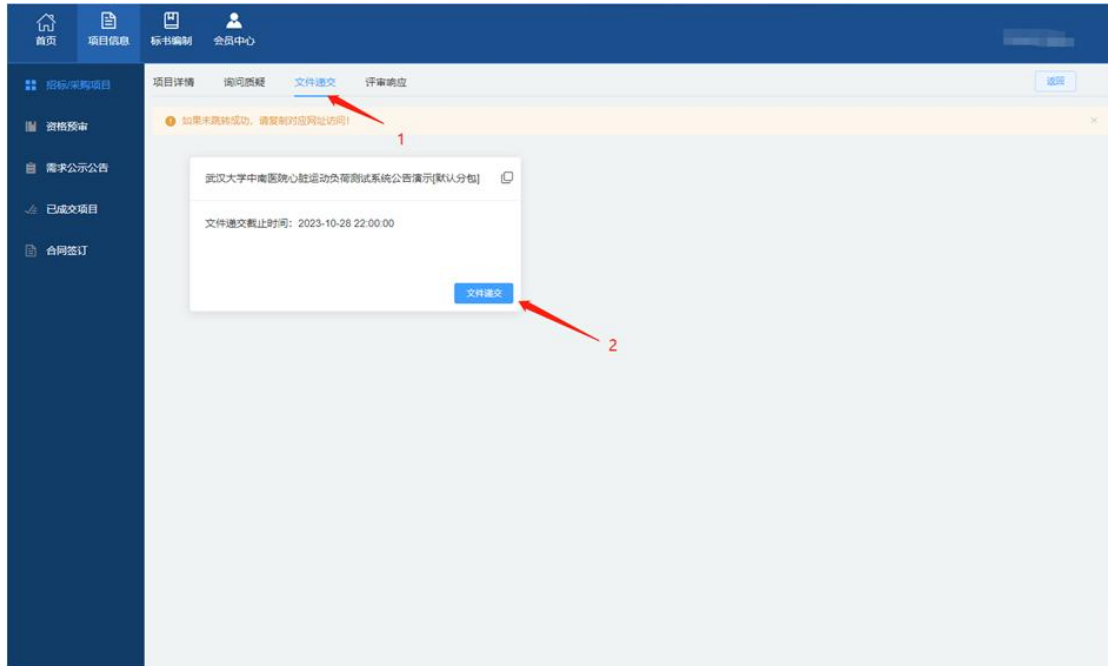 首页 项目信息 标书编制 会员中心
招标/采购项目
资格预审
需求公示公告
已成交项目
合同签订
项目详情 询问质疑 文件递交 评审响应 返回
如果未跳转成功，请复制对应网址访问！
1
武汉大学中南医院心脏运动负荷测试系统公告演示[默认分包]
文件递交截止时间：2023-10-28 22:00:00
文件递交
2